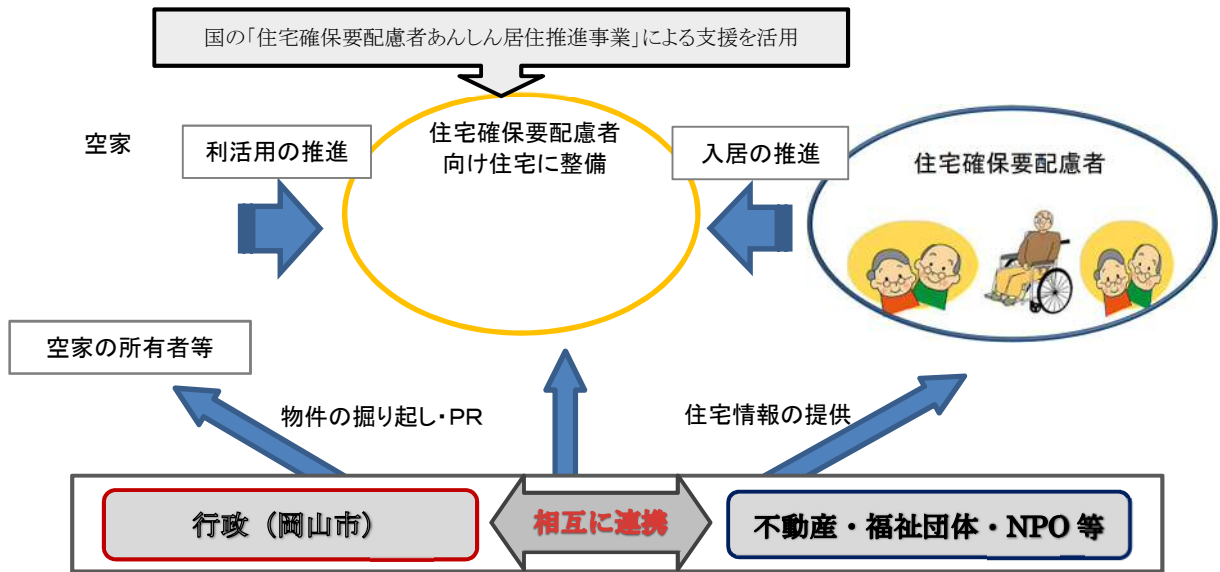 国の「住宅確保要配慮者あんしん居住推進事業」による支援を活用
空家
利活用の推進
住宅確保要配慮者
向け住宅に整備
入居の推進
住宅確保要配慮者
空家の所有者等
物件の掘り起し・PR
住宅情報の提供
行政（岡山市）
相互に連携
不動産・福祉団体・NPO 等